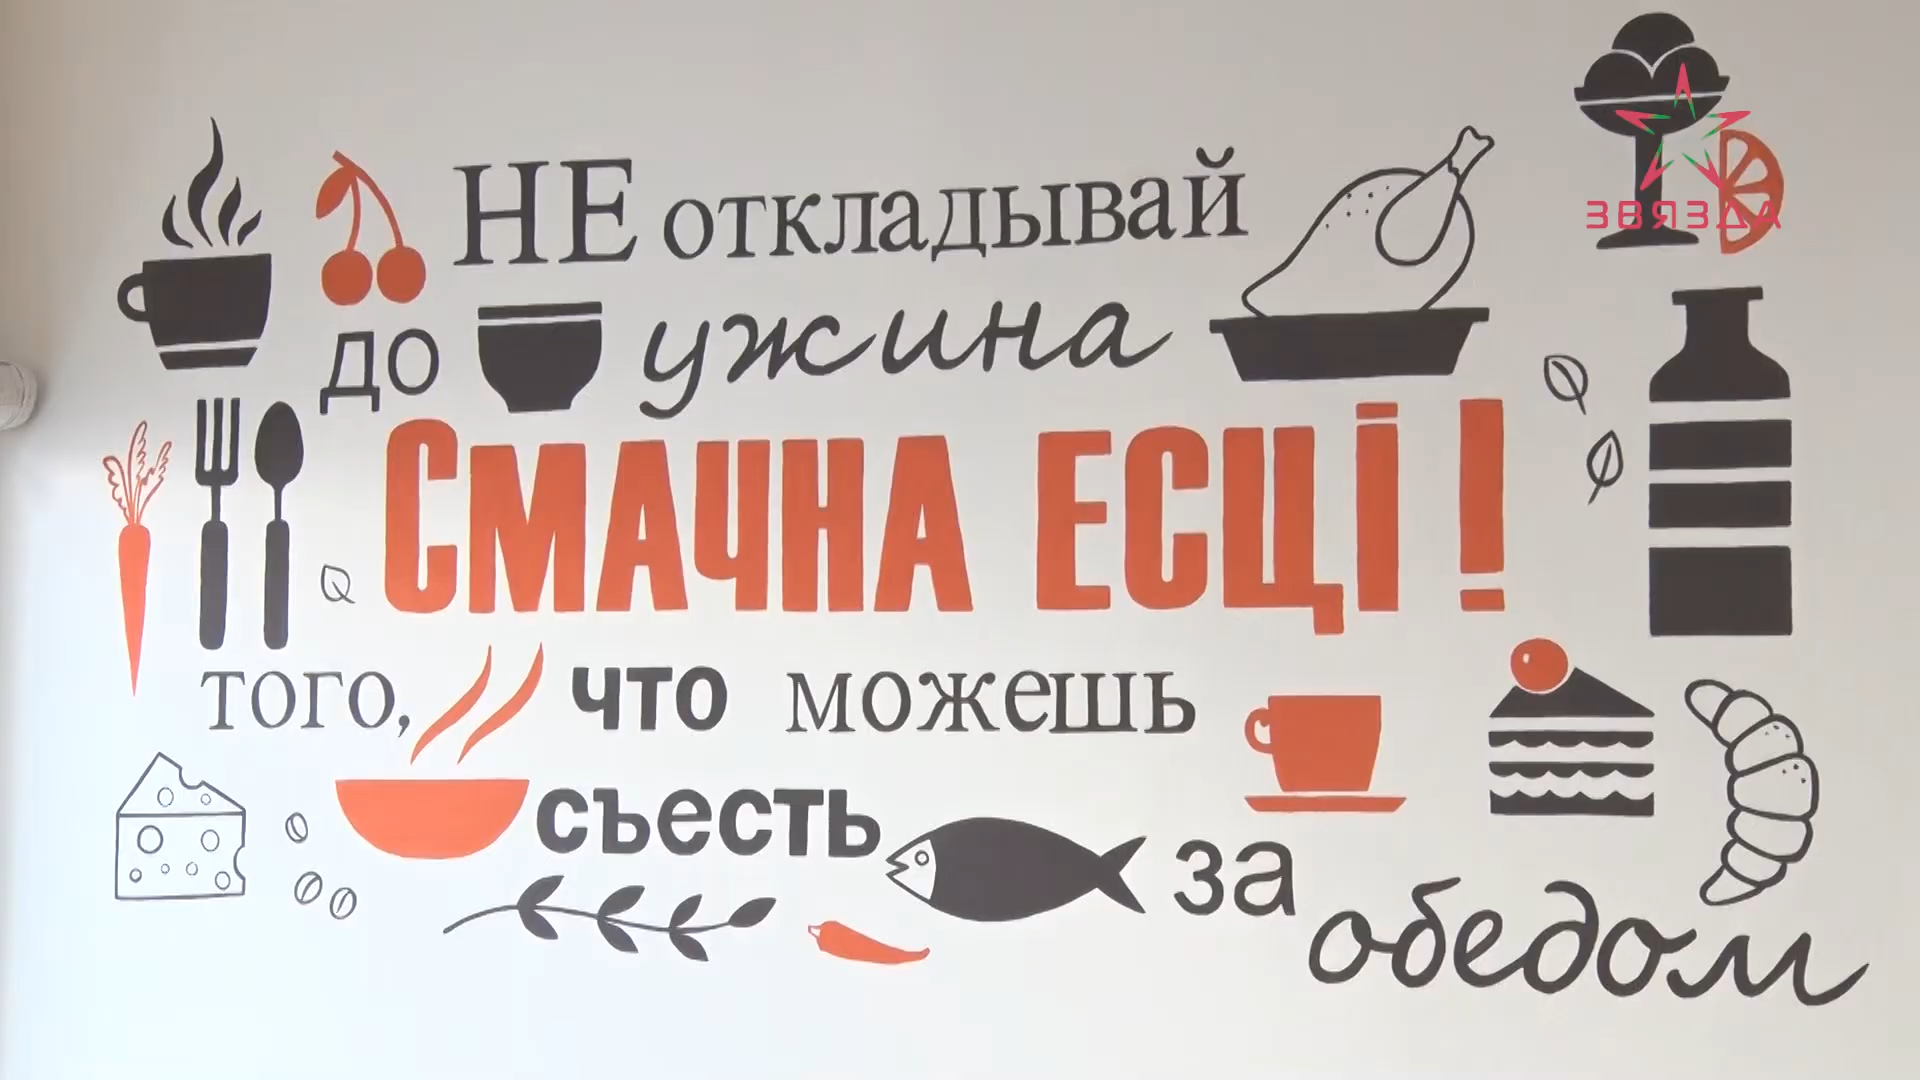 ЗВЯЗДА
НЕ откладывай
до ужина
СМАЧНА ЕСЦІ!
того, что можешь
съесть за
обедом